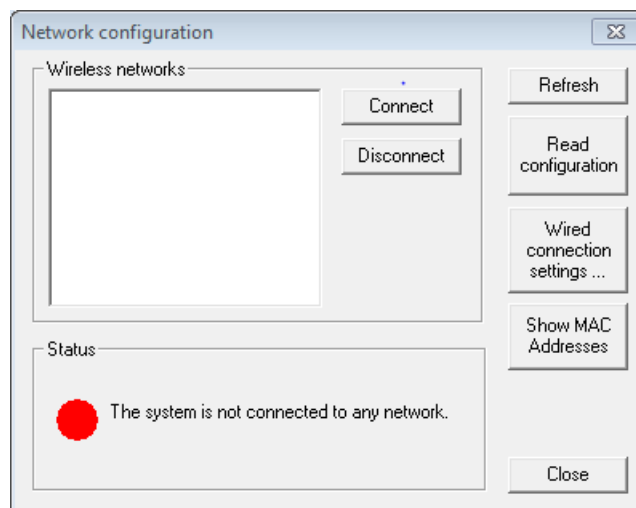 Network configuration
Wireless networks
Connect
Disconnect
Refresh
Read
configuration
Wired
connection
settings ...
Show MAC
Addresses
Status
The system is not connected to any network.
Close